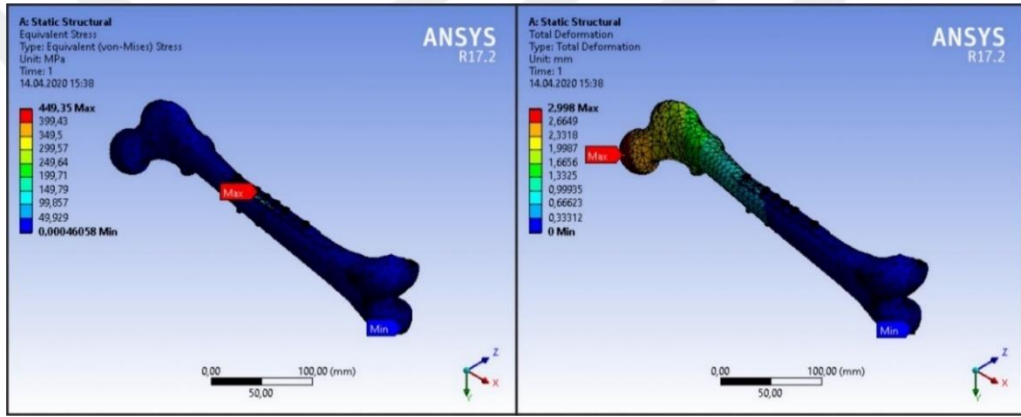 A: Static Structural
Equivalent Stress
Type: Equivalent (von-Mises) Stress
Unit: MPa
Time: 1
14.04.2020 15:38
ANSYS
R17.2
449,35 Max
399,43
349,5
299,57
249,64
199,71
149,79
99,857
49,929
0,00046058 Min
Max
Min
0,00
100,00 (mm)
50,00
Z
X
Y
A: Static Structural
Total Deformation
Type: Total Deformation
Unit: mm
Time: 1
14.04.2020 15:38
ANSYS
R17.2
2,998 Max
2,6649
2,3318
1,9987
1,6656
1,3325
0,99935
0,66623
0,33312
0 Min
Max
Min
0,00
100,00 (mm)
50,00
Z
X
Y